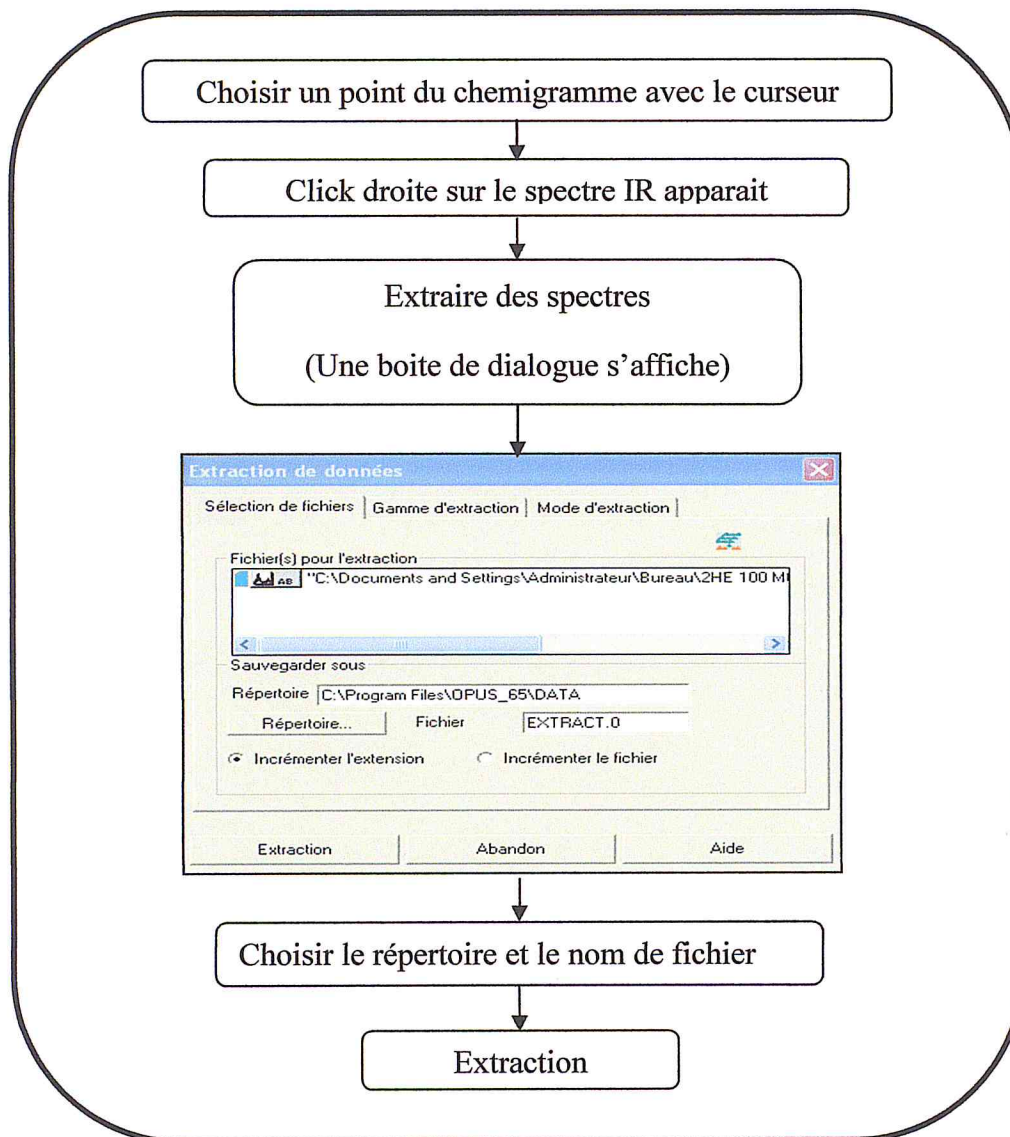 Choisir un point du chemigramme avec le curseur
Click droite sur le spectre IR apparait
Extraire des spectres
(Une boite de dialogue s'affiche)
Extraction de données
Sélection de fichiers Gamme d'extraction Mode d'extraction
Fichier(s) pour l'extraction
AB "C:\Documents and Settings\Administrateur\Bureau\2HE 100 M
Sauvegarder sous
Répertoire C:\Program Files\OPUS_65\DATA
Répertoire... Fichier EXTRACT.0
Incrémenter l'extension Incrémenter le fichier
Extraction Abandon Aide
Choisir le répertoire et le nom de fichier
Extraction